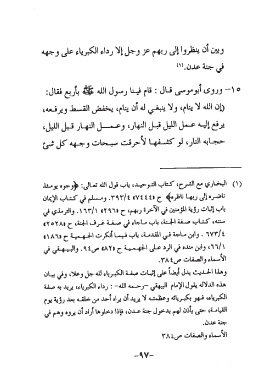 وبين أن ينظروا إلى ربهم عز وجل إلا رداء الكبرياء على وجهه
في جنة عدن.(١)
١٥- وروى أبوموسى قال: قام فينا رسول الله ﷺ بأربع فقال:
(إن الله لا ينام، ولا ينبغي له أن ينام، يخفض القسط ويرفعه،
يرفع إليه عمل الليل قبل النهار، وعمل النهار قبل الليل،
حجابه النار، لو كشفها لأحرقت سبحات وجهه كل شئ
(١) البخاري مع الشرح، كتاب التوحيد، باب قول الله تعالى: ﴿وجوه يومئذ
ناضرة إلى ربها ناظرة﴾ ح٧٤٤٤ ٣٩٣/٤، ومسلم في كتاب الإيمان
باب إثبات رؤية المؤمنين في الآخرة ربهم، ح ٢٩٦ ١٦٣/١، والترمذي في
سننه، كتاب صفة الجنة، باب ماجاء في صفة غرف الجنة، ح٢٥٢٨
٦٧٣/٤، وابن ماجة في المقدمة، باب فيما أنكرت الجهمية ح١٨٦
٦٦/١، وابن منده في الرد على الجهمية ح ٨٢ ص٩٤، والبيهقي في
الأسماء والصفات ص٣٨٤.
وهذا الحديث يدل أيضاً على إثبات صفة الكبرياء لله جل وعلا، وفي بيان
هذه الدلالة يقول الإمام البيهقي -رحمه الله-: رداء الكبرياء، يريد به صفة
الكبرياء، فهو بكبريائه وعظمته لا يريد أن يراه أحد من خلقه بعد رؤية يوم
القيامة، حتى يأذن لهم بدخول جنة عدن، فإذا دخلوها أراد أن يروه وهم في
جنة عدن.
الأسماء والصفات ص٣٨٤
-٩٧-